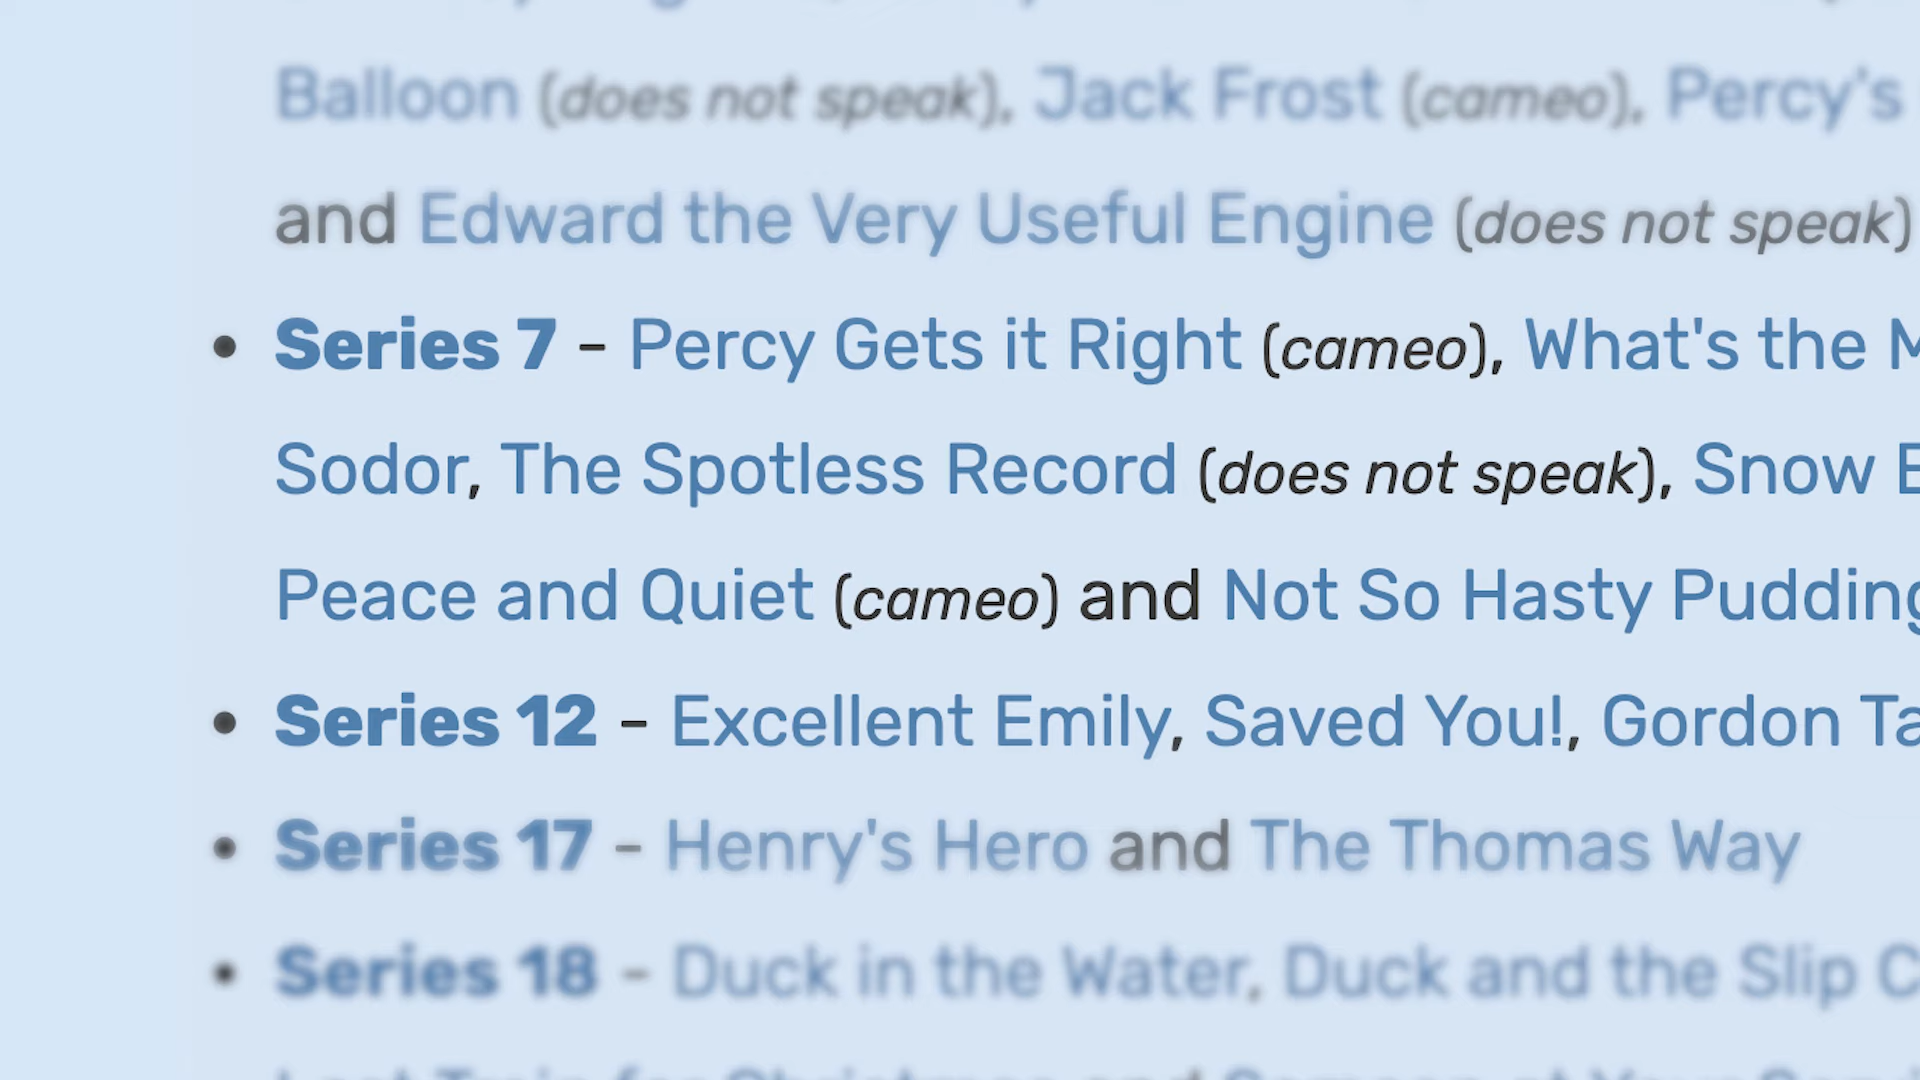 Balloon (does not speak), Jack Frost (cameo), Percy's
and Edward the Very Useful Engine (does not speak)
• Series 7 - Percy Gets it Right (cameo), What's the
Sodor, The Spotless Record (does not speak), Snow
Peace and Quiet (cameo) and Not So Hasty Pudding
• Series 12 - Excellent Emily, Saved You!, Gordon Ta
• Series 17 - Henry's Hero and The Thomas Way
• Series 18 - Duck in the Water, Duck and the Slip